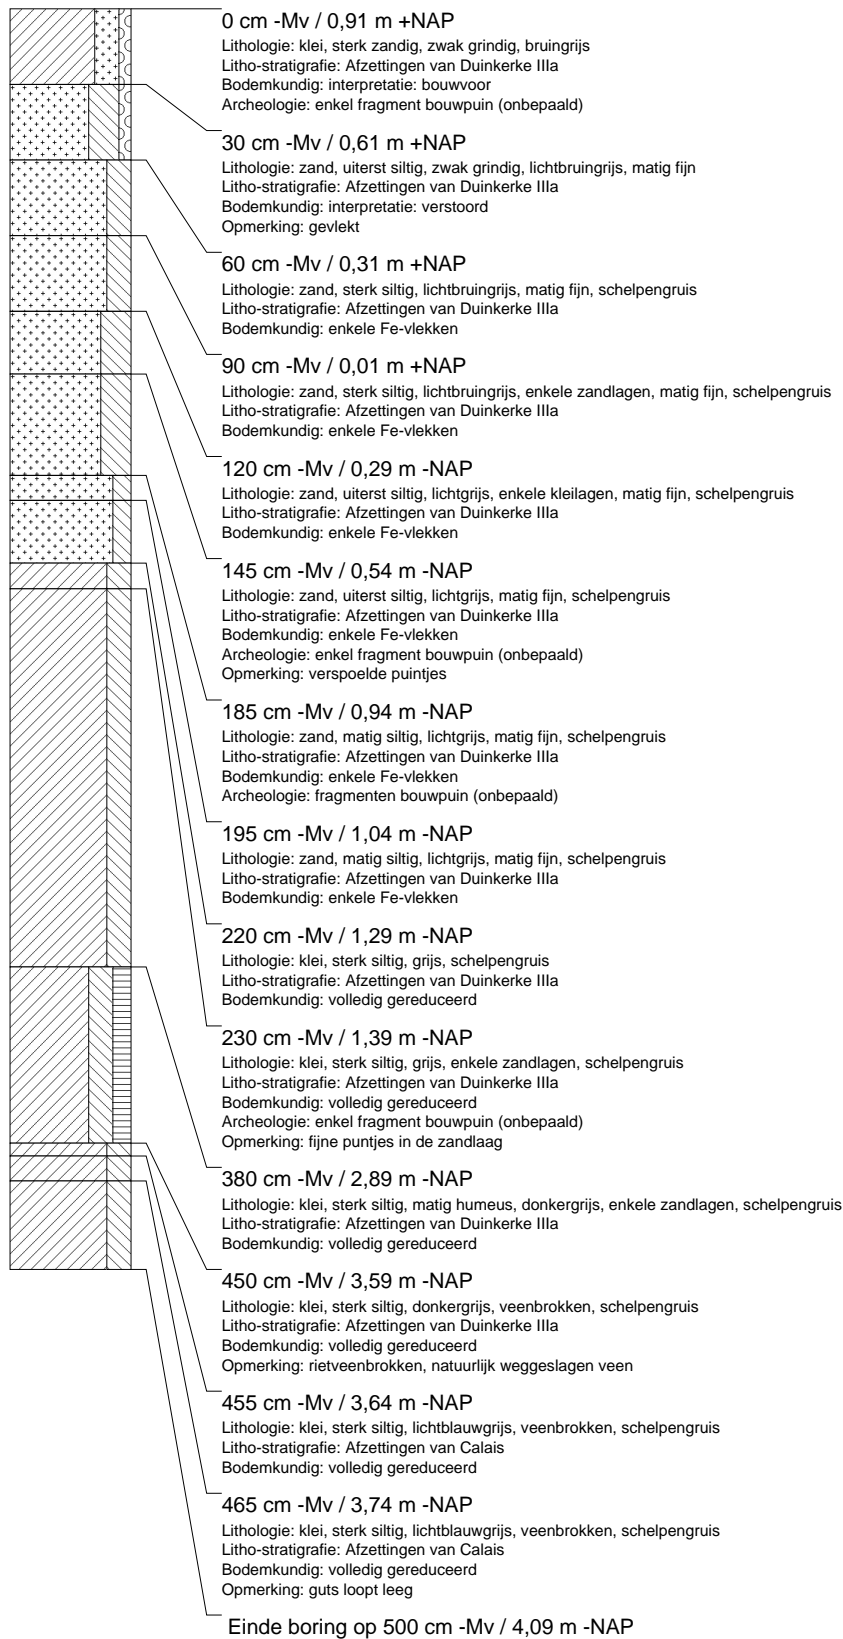 0 cm -Mv / 0,91 m +NAP
Lithologie: klei, sterk zandig, zwak grindig, bruingrijs
Litho-stratigrafie: Afzettingen van Duinkerke IIIa
Bodemkundig: interpretatie: bouwvoor
Archeologie: enkel fragment bouwpuin (onbepaald)
30 cm -Mv / 0,61 m +NAP
Lithologie: zand, uiterst siltig, zwak grindig, lichtbruingrijs, matig fijn
Litho-stratigrafie: Afzettingen van Duinkerke IIIa
Bodemkundig: interpretatie: verstoord
Opmerking: gevlekt
60 cm -Mv / 0,31 m +NAP
Lithologie: zand, sterk siltig, lichtbruingrijs, matig fijn, schelpengruis
Litho-stratigrafie: Afzettingen van Duinkerke IIIa
Bodemkundig: enkele Fe-vlekken
90 cm -Mv / 0,01 m +NAP
Lithologie: zand, sterk siltig, lichtbruingrijs, enkele zandlagen, matig fijn, schelpengruis
Litho-stratigrafie: Afzettingen van Duinkerke IIIa
Bodemkundig: enkele Fe-vlekken
120 cm -Mv / 0,29 m -NAP
Lithologie: zand, uiterst siltig, lichtgrijs, enkele kleilagen, matig fijn, schelpengruis
Litho-stratigrafie: Afzettingen van Duinkerke IIIa
Bodemkundig: enkele Fe-vlekken
145 cm -Mv / 0,54 m -NAP
Lithologie: zand, uiterst siltig, lichtgrijs, matig fijn, schelpengruis
Litho-stratigrafie: Afzettingen van Duinkerke IIIa
Bodemkundig: enkele Fe-vlekken
Archeologie: enkel fragment bouwpuin (onbepaald)
Opmerking: verspoelde puintjes
185 cm -Mv / 0,94 m -NAP
Lithologie: zand, matig siltig, lichtgrijs, matig fijn, schelpengruis
Litho-stratigrafie: Afzettingen van Duinkerke IIIa
Bodemkundig: enkele Fe-vlekken
Archeologie: fragmenten bouwpuin (onbepaald)
195 cm -Mv / 1,04 m -NAP
Lithologie: zand, matig siltig, lichtgrijs, matig fijn, schelpengruis
Litho-stratigrafie: Afzettingen van Duinkerke IIIa
Bodemkundig: enkele Fe-vlekken
220 cm -Mv / 1,29 m -NAP
Lithologie: klei, sterk siltig, grijs, schelpengruis
Litho-stratigrafie: Afzettingen van Duinkerke IIIa
Bodemkundig: volledig gereduceerd
230 cm -Mv / 1,39 m -NAP
Lithologie: klei, sterk siltig, grijs, enkele zandlagen, schelpengruis
Litho-stratigrafie: Afzettingen van Duinkerke IIIa
Bodemkundig: volledig gereduceerd
Archeologie: enkel fragment bouwpuin (onbepaald)
Opmerking: fijne puntjes in de zandlaag
380 cm -Mv / 2,89 m -NAP
Lithologie: klei, sterk siltig, matig humeus, donkergrijs, enkele zandlagen, schelpengruis
Litho-stratigrafie: Afzettingen van Duinkerke IIIa
Bodemkundig: volledig gereduceerd
450 cm -Mv / 3,59 m -NAP
Lithologie: klei, sterk siltig, donkergrijs, veenbrokken, schelpengruis
Litho-stratigrafie: Afzettingen van Duinkerke IIIa
Bodemkundig: volledig gereduceerd
Opmerking: rietveenbrokken, natuurlijk weggeslagen veen
455 cm -Mv / 3,64 m -NAP
Lithologie: klei, sterk siltig, lichtblauwgrijs, veenbrokken, schelpengruis
Litho-stratigrafie: Afzettingen van Calais
Bodemkundig: volledig gereduceerd
465 cm -Mv / 3,74 m -NAP
Lithologie: klei, sterk siltig, lichtblauwgrijs, veenbrokken, schelpengruis
Litho-stratigrafie: Afzettingen van Calais
Bodemkundig: volledig gereduceerd
Opmerking: guts loopt leeg
Einde boring op 500 cm -Mv / 4,09 m -NAP